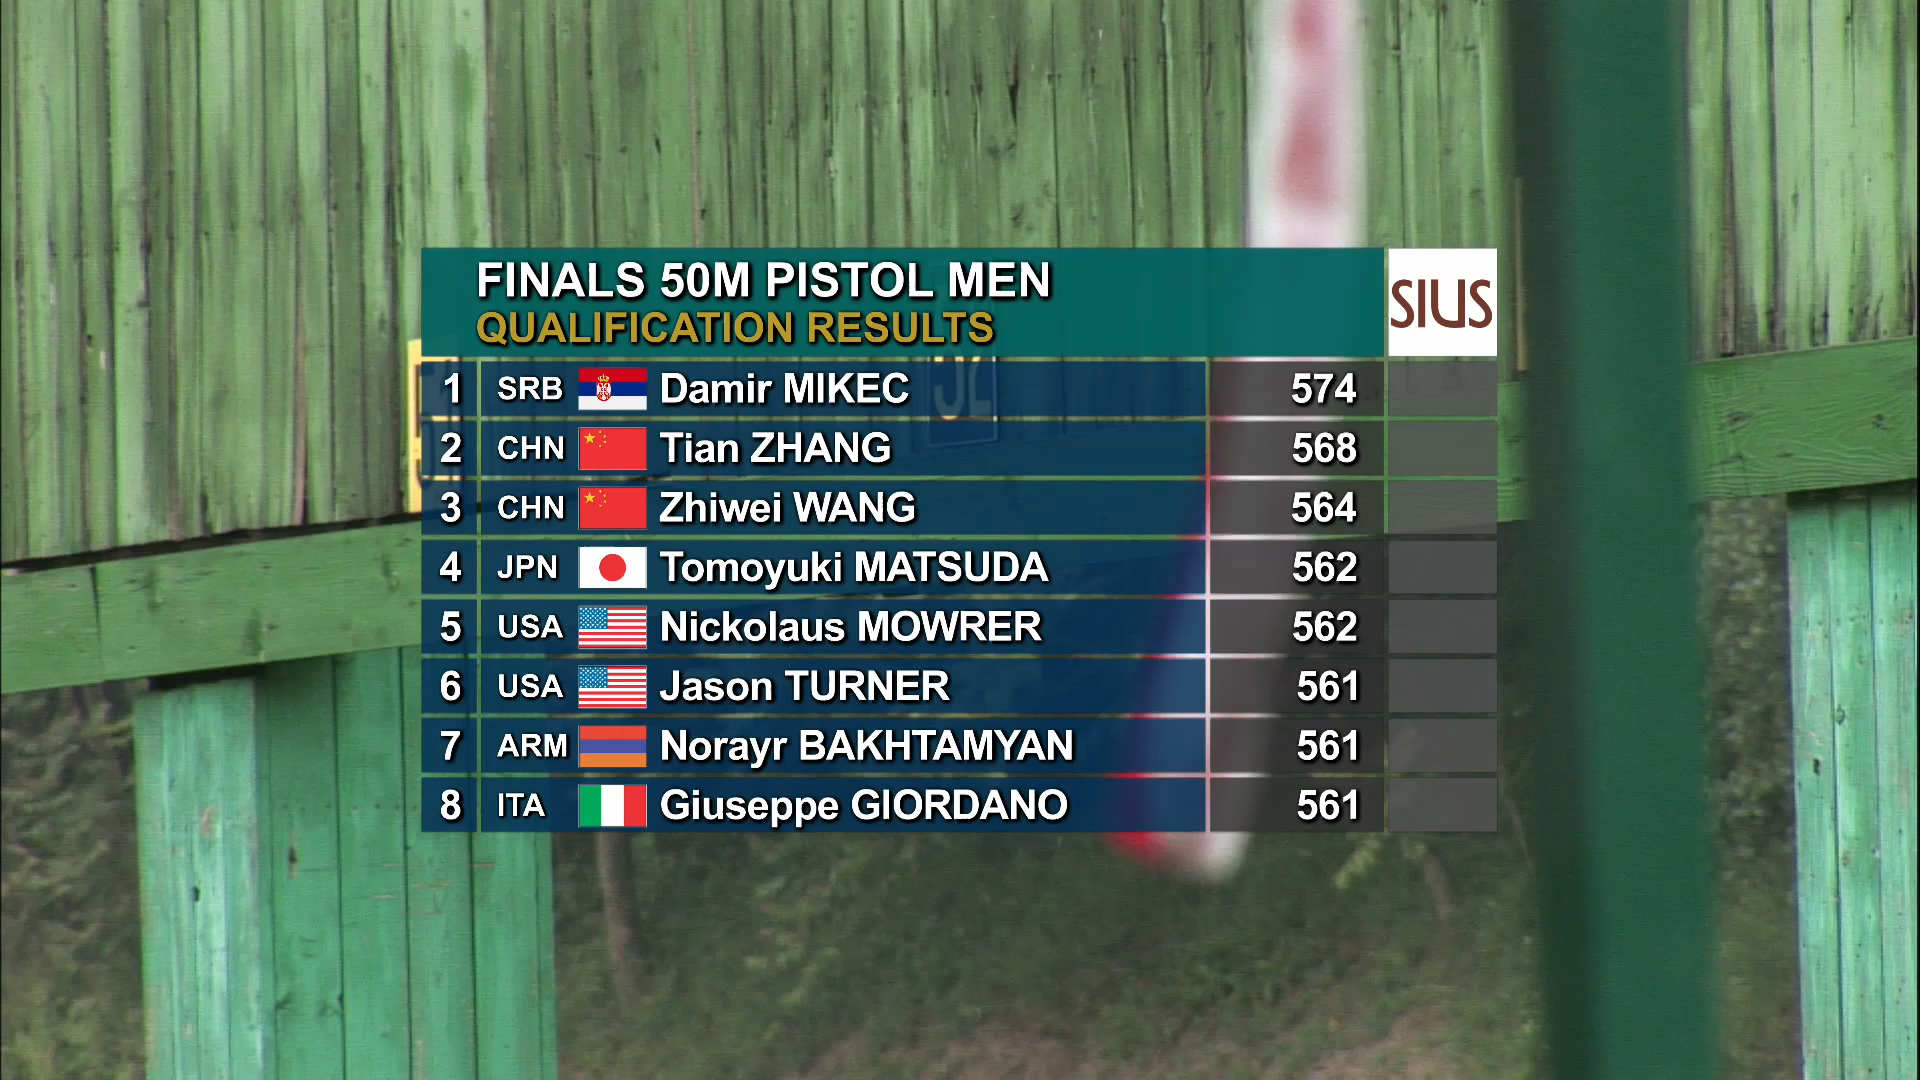 FINALS 50M PISTOL MEN
SIUS
QUALIFICATION RESULTS
1 SRB Damir MIKEC 574
2 CHN Tian ZHANG 568
3 CHN Zhiwei WANG 564
4 JPN Tomoyuki MATSUDA 562
5 USA Nickolaus MOWRER 562
6 USA Jason TURNER 561
7 ARM Norayr BAKHTAMYAN 561
8 ITA Giuseppe GIORDANO 561